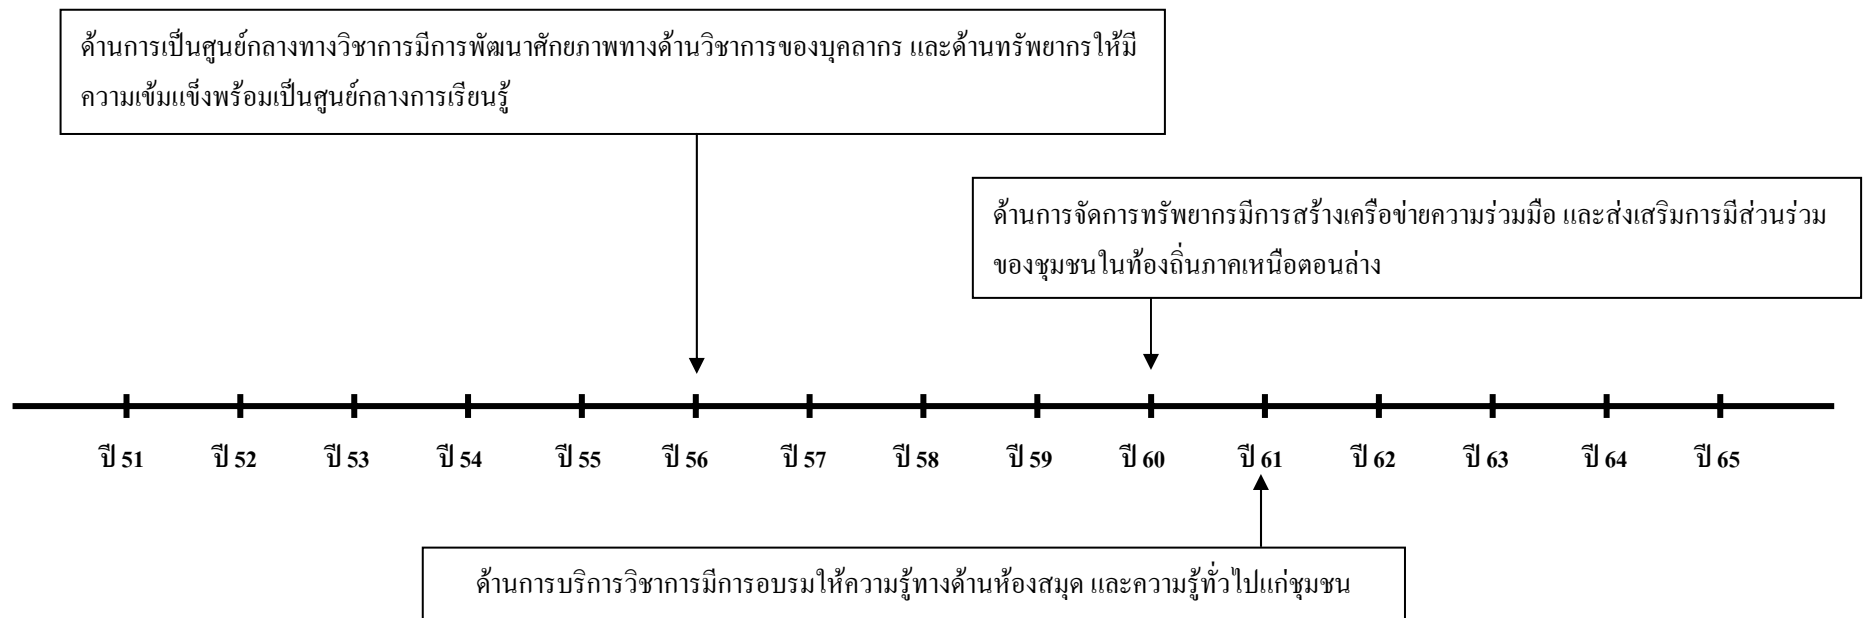 ด้านการเป็นศูนย์กลางทางวิชาการมีการพัฒนาศักยภาพทางด้านวิชาการของบุคลากร และด้านทรัพยากรให้มี
ความเข้มแข็งพร้อมเป็นศูนย์กลางการเรียนรู้
ด้านการจัดการทรัพยากรมีการสร้างเครือข่ายความร่วมมือ และส่งเสริมการมีส่วนร่วม
ของชุมชนในท้องถิ่นภาคเหนือตอนล่าง
ปี 51 ปี 52 ปี 53 ปี 54 ปี 55 ปี 56 ปี 57 ปี 58 ปี 59 ปี 60 ปี 61 ปี 62 ปี 63 ปี 64 ปี 65
ด้านการบริการวิชาการมีการอบรมให้ความรู้ทางด้านห้องสมุด และความรู้ทั่วไปแก่ชุมชน